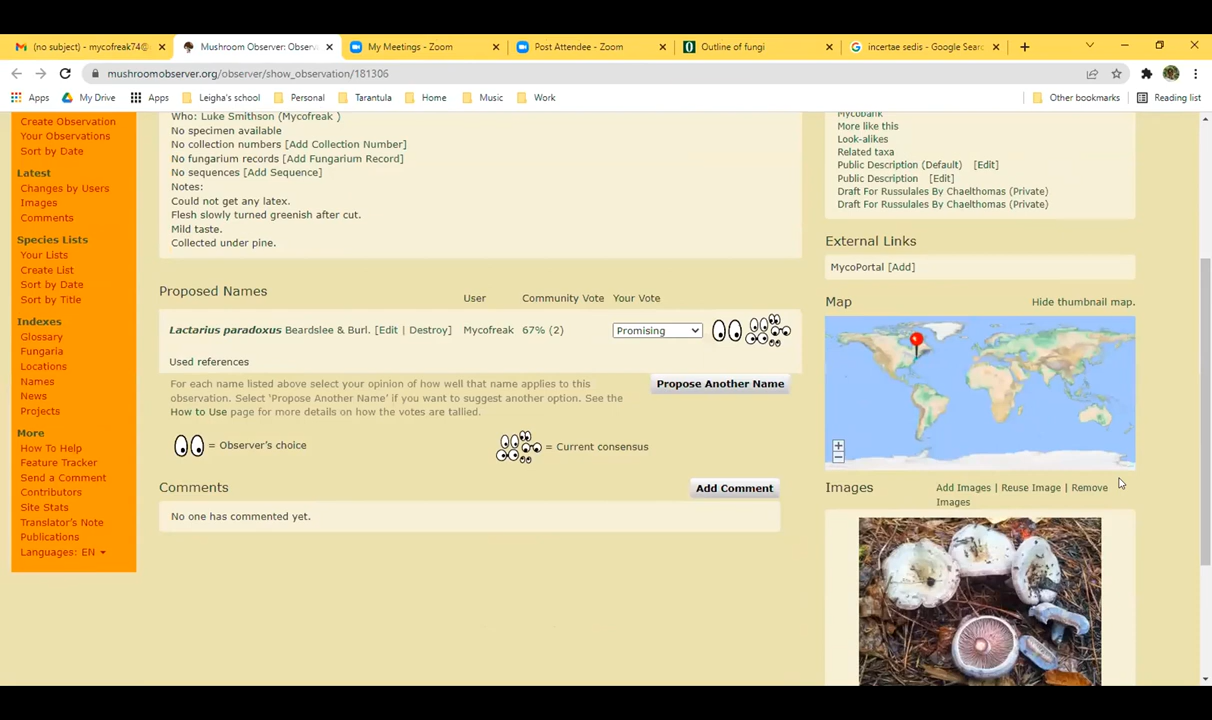 (no subject) - mycofreak74@
Mushroom Observer: Observ
My Meetings - Zoom
Post Attendee - Zoom
Outline of fungi
incertae sedis - Google Sear
mushroomobserver.org/observer/show_observation/181306
Apps
My Drive
Apps
Leigha's school
Personal
Tarantula
Home
Music
Work
Other bookmarks
Reading list
Create Observation
Your Observations
Sort by Date
Latest
Changes by Users
Images
Comments
Species Lists
Your Lists
Create List
Sort by Date
Sort by Title
Indexes
Glossary
Fungaria
Locations
Names
News
Projects
More
How To Help
Feature Tracker
Send a Comment
Contributors
Site Stats
Translator's Note
Publications
Languages: EN
Who: Luke Smithson (Mycofreak )
No specimen available
No collection numbers [Add Collection Number]
No fungarium records [Add Fungarium Record]
No sequences [Add Sequence]
Notes:
Could not get any latex.
Flesh slowly turned greenish after cut.
Mild taste.
Collected under pine.
Proposed Names
User
Community Vote
Your Vote
Lactarius paradoxus Beardslee & Burl. [Edit | Destroy]
Mycofreak
67% (2)
Promising
Used references
For each name listed above select your opinion of how well that name applies to this
observation. Select 'Propose Another Name' if you want to suggest another option. See the
How to Use page for more details on how the votes are tallied.
Propose Another Name
= Observer's choice
= Current consensus
Comments
Add Comment
No one has commented yet.
Mycobank
More like this
Look-alikes
Related taxa
Public Description (Default) [Edit]
Public Description [Edit]
Draft For Russulales By Chaelthomas (Private)
Draft For Russulales By Chaelthomas (Private)
External Links
MycoPortal [Add]
Map
Hide thumbnail map.
Images
Add Images | Reuse Image | Remove
Images